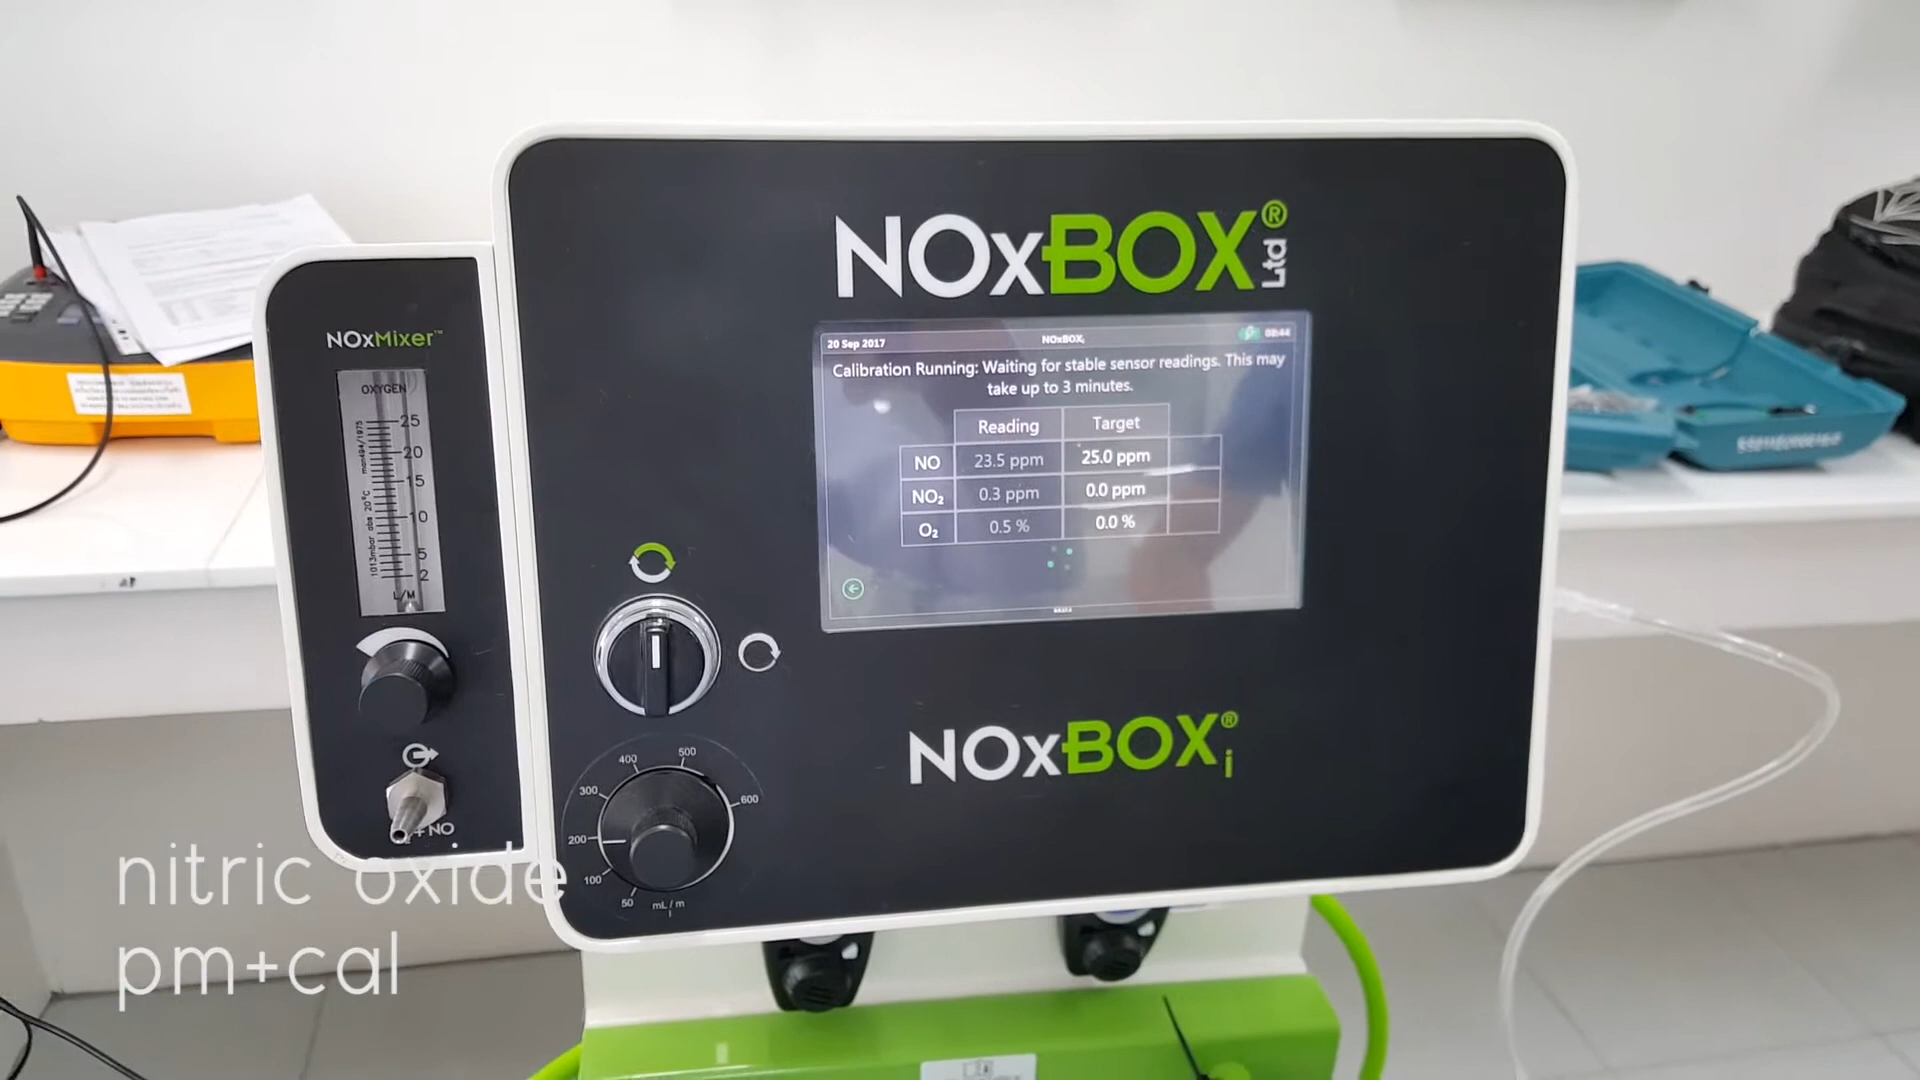 NOxBOX® Ltd
20 Sep 2017 NOxBOXi 08:44
Calibration Running: Waiting for stable sensor readings. This may
take up to 3 minutes.
Reading Target
NO 23.5 ppm 25.0 ppm
NO₂ 0.3 ppm 0.0 ppm
O₂ 0.5 % 0.0 %
NOxMixer™
OXYGEN
25
20
15
10
5
2
L/M
1013mbar abs 20°C
+NO
500
400
600
300
200
100
50
mL / m
NOxBOX®i
nitric oxide
pm+cal